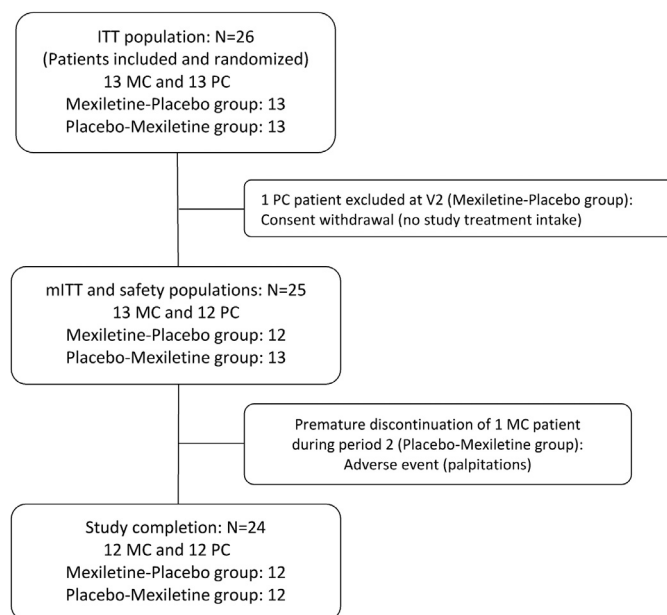 ITT population: N=26
(Patients included and randomized)
13 MC and 13 PC
Mexiletine-Placebo group: 13
Placebo-Mexiletine group: 13
1 PC patient excluded at V2 (Mexiletine-Placebo group):
Consent withdrawal (no study treatment intake)
mITT and safety populations: N=25
13 MC and 12 PC
Mexiletine-Placebo group: 12
Placebo-Mexiletine group: 13
Premature discontinuation of 1 MC patient
during period 2 (Placebo-Mexiletine group):
Adverse event (palpitations)
Study completion: N=24
12 MC and 12 PC
Mexiletine-Placebo group: 12
Placebo-Mexiletine group: 12